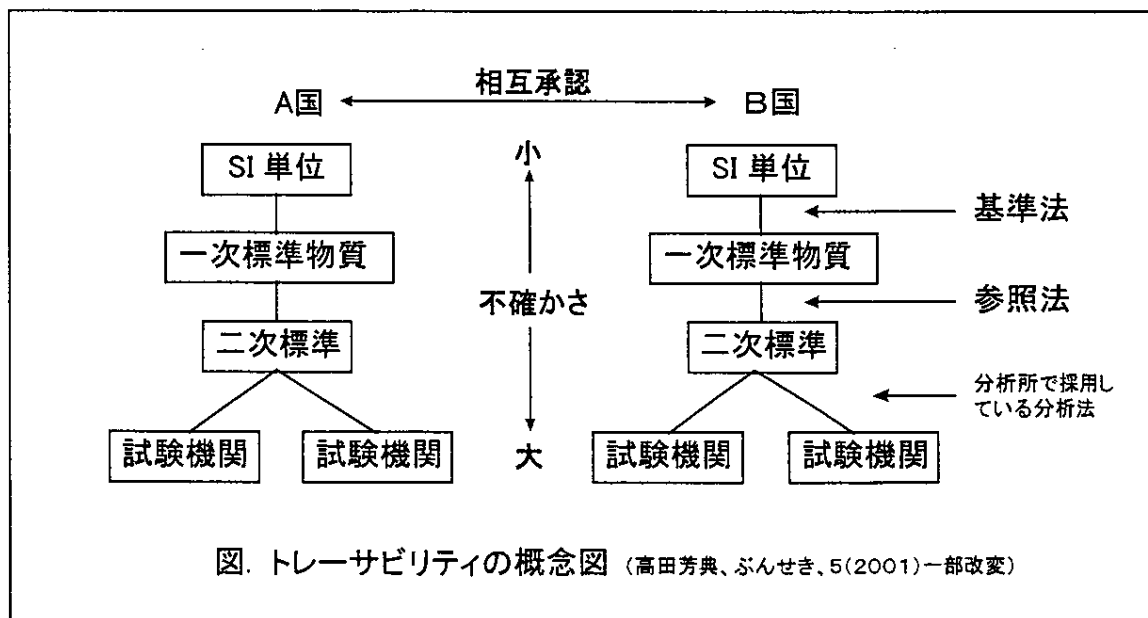 相互承認
A国
B国
SI 単位
小
SI 単位
基準法
一次標準物質
一次標準物質
不確かさ
参照法
二次標準
二次標準
分析所で採用し
ている分析法
試験機関
試験機関
大
試験機関
試験機関
図. トレーサビリティの概念図 (高田芳典、ぶんせき、5(2001)一部改変)